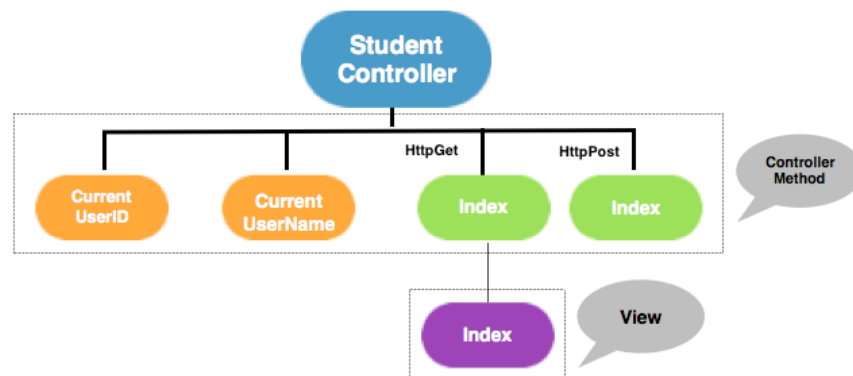 Student
Controller
HttpGet
HttpPost
Controller
Method
Current
UserID
Current
UserName
Index
Index
Index
View